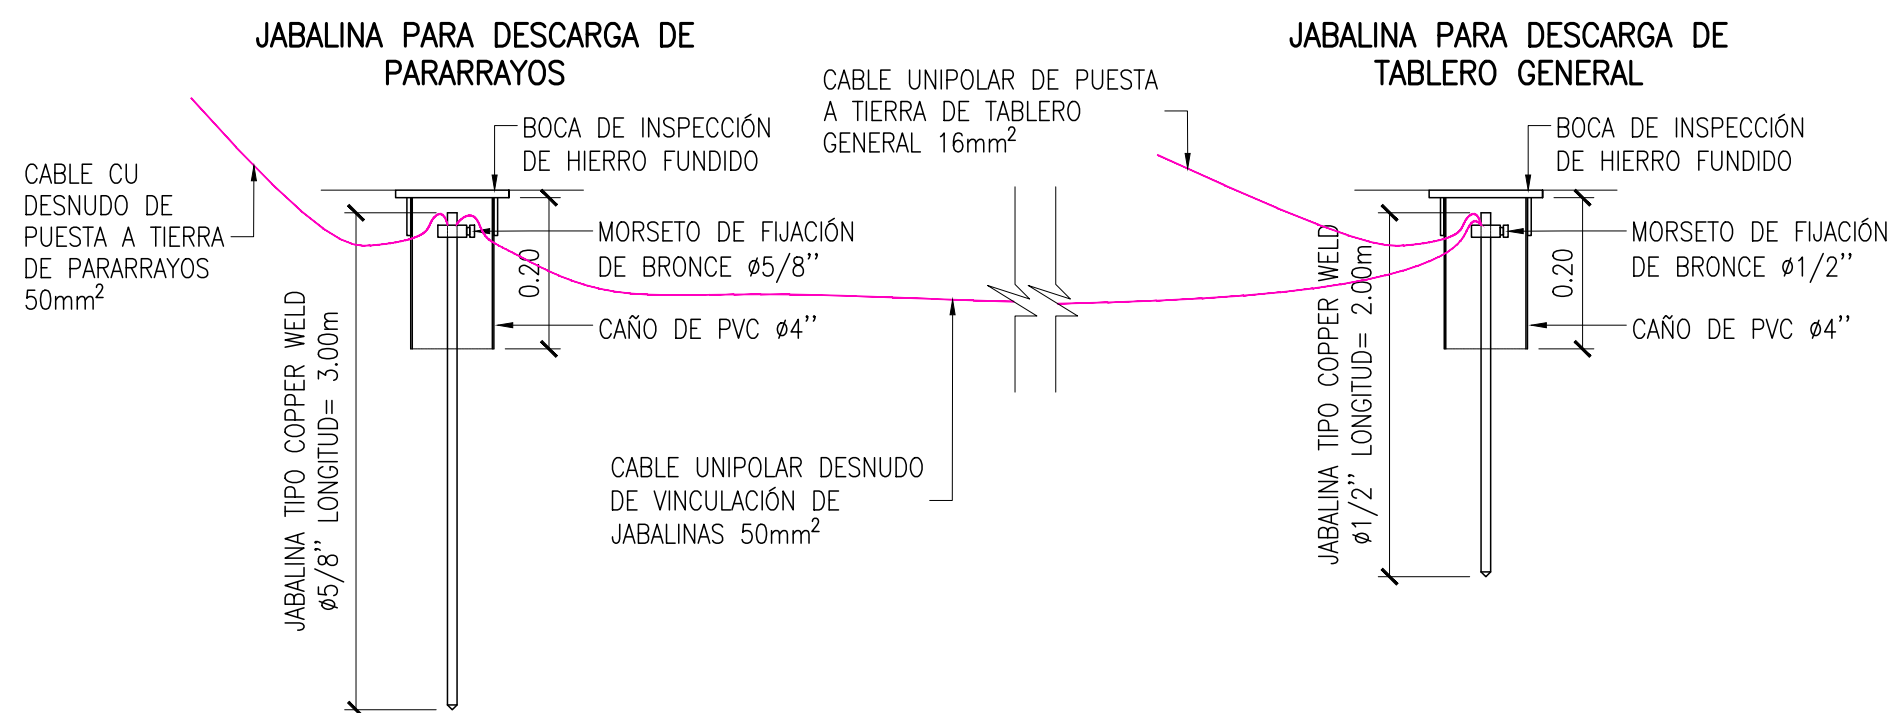 JABALINA PARA DESCARGA DE
PARARRAYOS
CABLE CU
DESNUDO DE
PUESTA A TIERRA
DE PARARRAYOS
50mm²
BOCA DE INSPECCIÓN
DE HIERRO FUNDIDO
MORSETO DE FIJACIÓN
DE BRONCE ø5/8’’
0.20
CAÑO DE PVC ø4’’
JABALINA TIPO COPPER WELD
ø5/8’’ LONGITUD= 3.00m
CABLE UNIPOLAR DE PUESTA
A TIERRA DE TABLERO
GENERAL 16mm²
CABLE UNIPOLAR DESNUDO
DE VINCULACIÓN DE
JABALINAS 50mm²
JABALINA PARA DESCARGA DE
TABLERO GENERAL
BOCA DE INSPECCIÓN
DE HIERRO FUNDIDO
MORSETO DE FIJACIÓN
DE BRONCE ø1/2’’
0.20
CAÑO DE PVC ø4’’
JABALINA TIPO COPPER WELD
ø1/2’’ LONGITUD= 2.00m